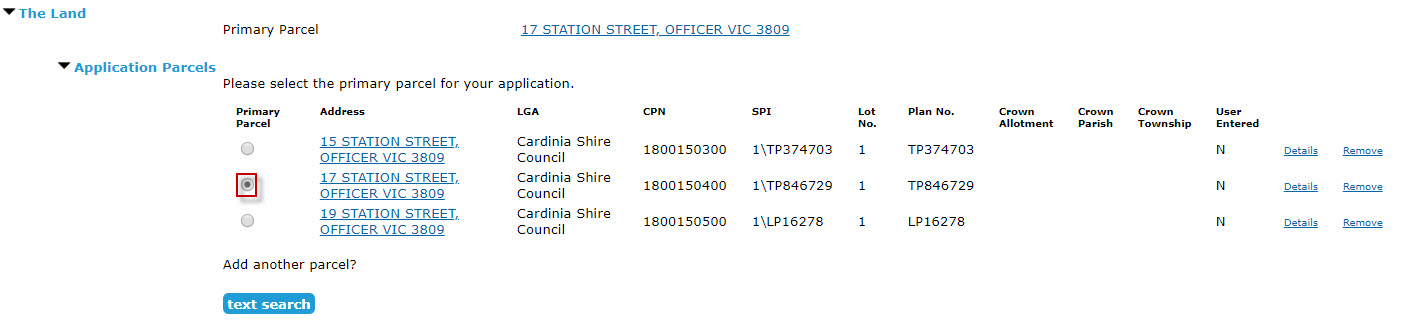 The Land
Primary Parcel 17 STATION STREET, OFFICER VIC 3809
Application Parcels
Please select the primary parcel for your application.
Primary Parcel Address LGA CPN SPI Lot No. Plan No. Crown Allotment Crown Parish Crown Township User Entered
15 STATION STREET, OFFICER VIC 3809 Cardinia Shire Council 1800150300 1\TP374703 1 TP374703 N Details Remove
17 STATION STREET, OFFICER VIC 3809 Cardinia Shire Council 1800150400 1\TP846729 1 TP846729 N Details Remove
19 STATION STREET, OFFICER VIC 3809 Cardinia Shire Council 1800150500 1\LP16278 1 LP16278 N Details Remove
Add another parcel?
text search